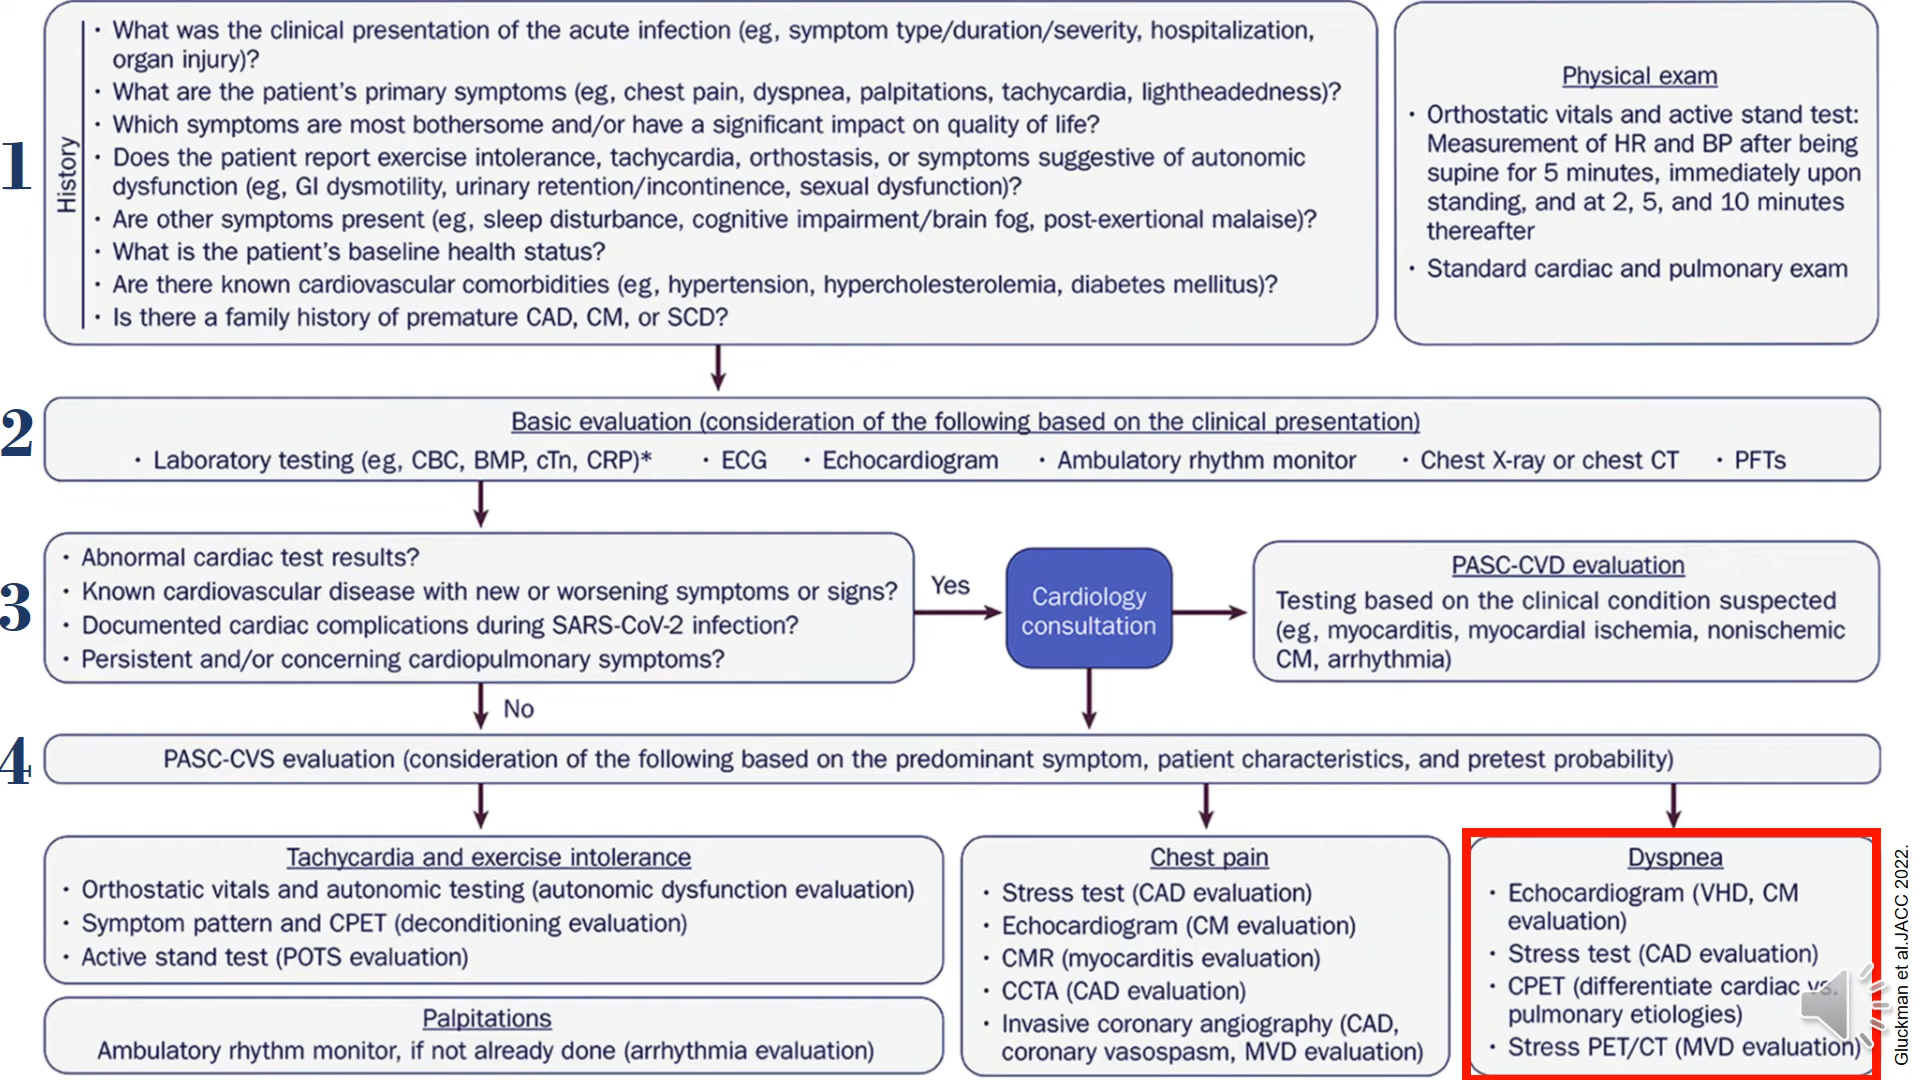 1
History
• What was the clinical presentation of the acute infection (eg, symptom type/duration/severity, hospitalization,
organ injury)?
• What are the patient's primary symptoms (eg, chest pain, dyspnea, palpitations, tachycardia, lightheadedness)?
• Which symptoms are most bothersome and/or have a significant impact on quality of life?
• Does the patient report exercise intolerance, tachycardia, orthostasis, or symptoms suggestive of autonomic
dysfunction (eg, GI dysmotility, urinary retention/incontinence, sexual dysfunction)?
• Are other symptoms present (eg, sleep disturbance, cognitive impairment/brain fog, post-exertional malaise)?
• What is the patient's baseline health status?
• Are there known cardiovascular comorbidities (eg, hypertension, hypercholesterolemia, diabetes mellitus)?
• Is there a family history of premature CAD, CM, or SCD?
Physical exam
• Orthostatic vitals and active stand test:
Measurement of HR and BP after being
supine for 5 minutes, immediately upon
standing, and at 2, 5, and 10 minutes
thereafter
• Standard cardiac and pulmonary exam
2
Basic evaluation (consideration of the following based on the clinical presentation)
• Laboratory testing (eg, CBC, BMP, cTn, CRP)* • ECG • Echocardiogram • Ambulatory rhythm monitor • Chest X-ray or chest CT • PFTs
3
• Abnormal cardiac test results?
• Known cardiovascular disease with new or worsening symptoms or signs?
• Documented cardiac complications during SARS-CoV-2 infection?
• Persistent and/or concerning cardiopulmonary symptoms?
Yes
Cardiology
consultation
PASC-CVD evaluation
Testing based on the clinical condition suspected
(eg, myocarditis, myocardial ischemia, nonischemic
CM, arrhythmia)
No
4
PASC-CVS evaluation (consideration of the following based on the predominant symptom, patient characteristics, and pretest probability)
Tachycardia and exercise intolerance
• Orthostatic vitals and autonomic testing (autonomic dysfunction evaluation)
• Symptom pattern and CPET (deconditioning evaluation)
• Active stand test (POTS evaluation)
Palpitations
Ambulatory rhythm monitor, if not already done (arrhythmia evaluation)
Chest pain
• Stress test (CAD evaluation)
• Echocardiogram (CM evaluation)
• CMR (myocarditis evaluation)
• CCTA (CAD evaluation)
• Invasive coronary angiography (CAD,
coronary vasospasm, MVD evaluation)
Dyspnea
• Echocardiogram (VHD, CM
evaluation)
• Stress test (CAD evaluation)
• CPET (differentiate cardiac vs.
pulmonary etiologies)
• Stress PET/CT (MVD evaluation)
Gluckman et al.JACC 2022.